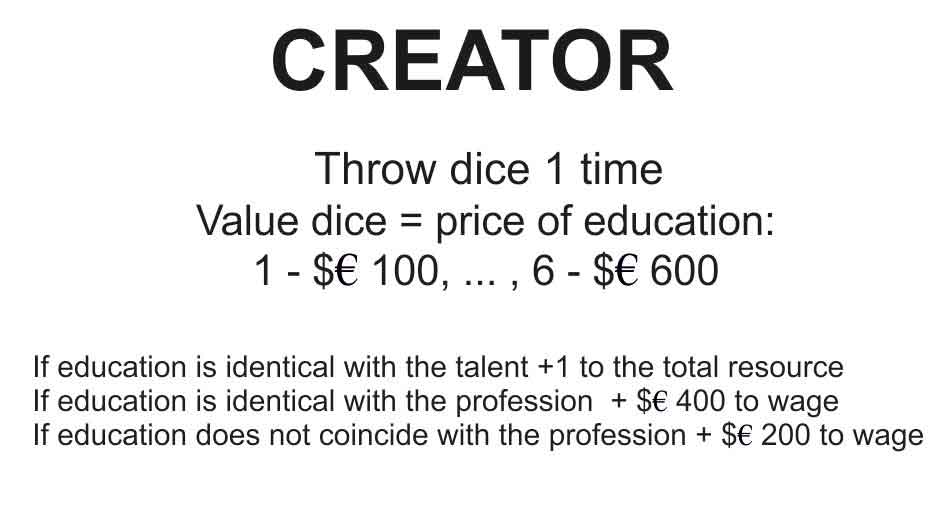 CREATOR
Throw dice 1 time
Value dice = price of education:
1 - $€ 100, ... , 6 - $€ 600
If education is identical with the talent +1 to the total resource
If education is identical with the profession  + $€ 400 to wage
If education does not coincide with the profession + $€ 200 to wage